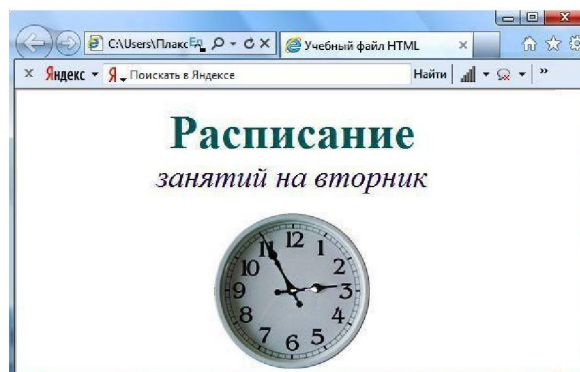 C:\Users\Плакс
Учебный файл HTML
Яндекс
Я Поискать в Яндексе
Найти
»
Расписание
занятий на вторник
12
1
2
3
4
5
6
7
8
9
10
11